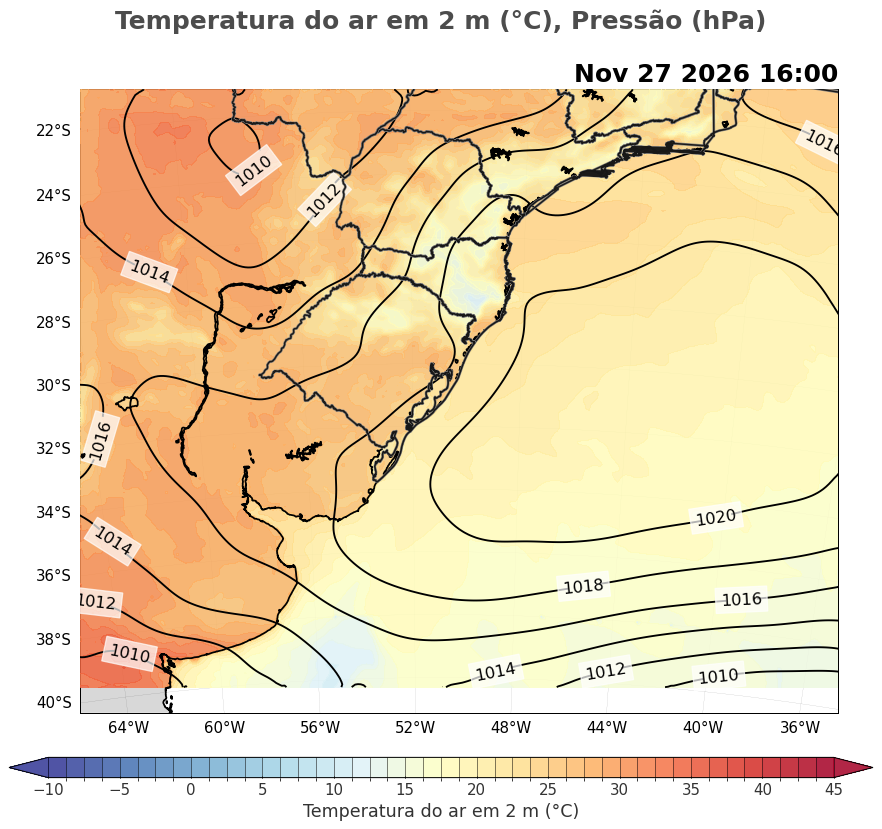 Temperatura do ar em 2 m (°C), Pressão (hPa)
Nov 27 2026 16:00
22°S
24°S
26°S
28°S
30°S
32°S
34°S
36°S
38°S
40°S
1010
1012
1014
1016
1016
1014
1012
1010
1020
1018
1016
1014
1012
1010
64°W 60°W 56°W 52°W 48°W 44°W 40°W 36°W
−10 −5 0 5 10 15 20 25 30 35 40 45
Temperatura do ar em 2 m (°C)